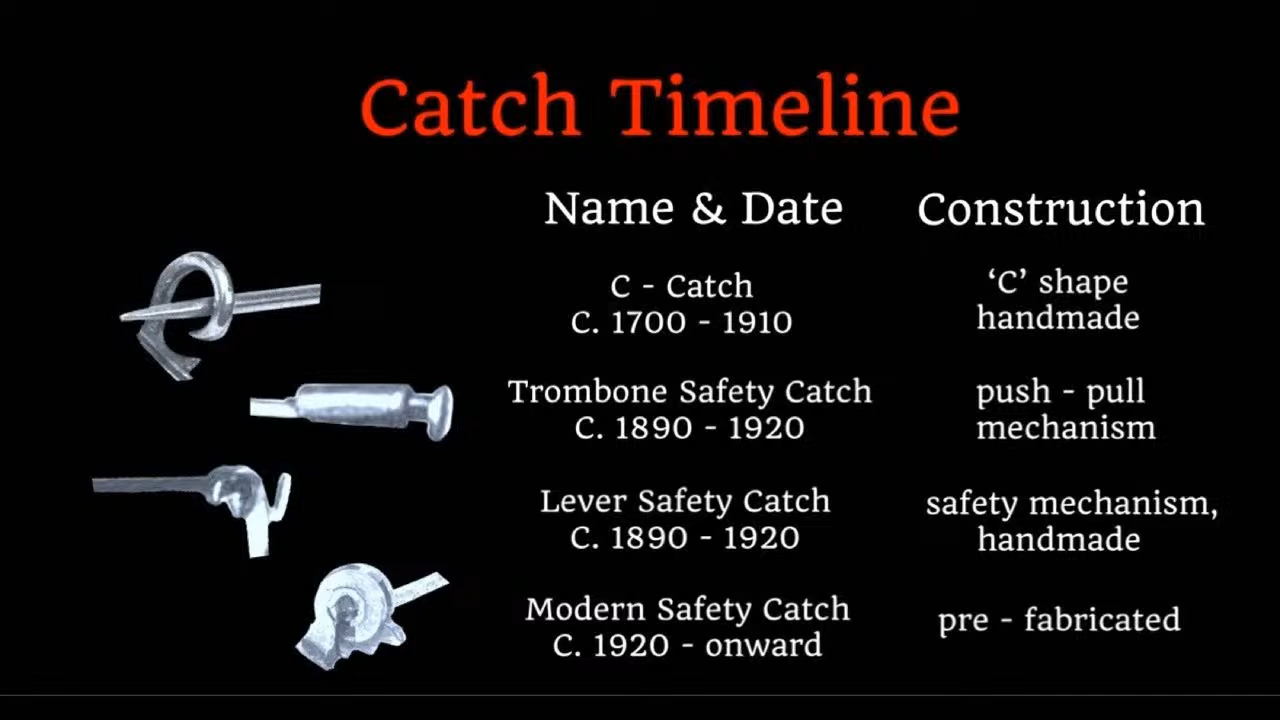 Catch Timeline
Name & Date
Construction
C - Catch
C. 1700 - 1910
‘C’ shape
handmade
Trombone Safety Catch
C. 1890 - 1920
push - pull
mechanism
Lever Safety Catch
C. 1890 - 1920
safety mechanism,
handmade
Modern Safety Catch
C. 1920 - onward
pre - fabricated